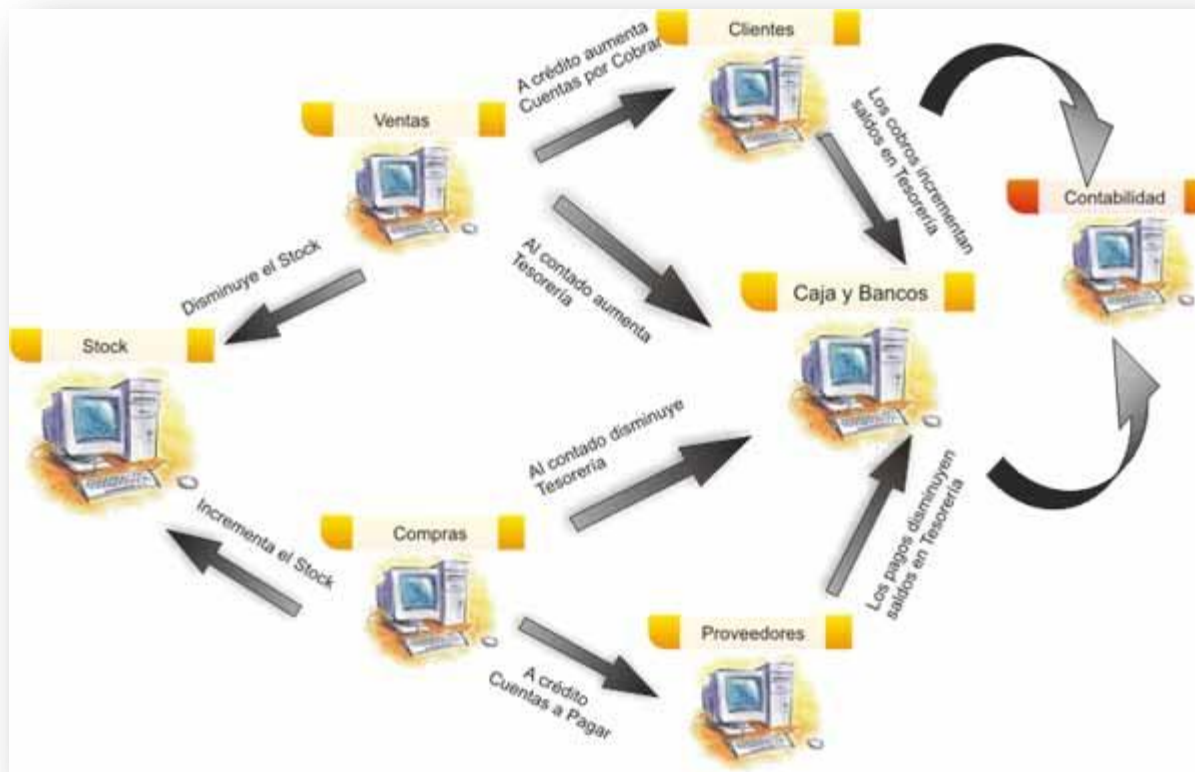 Clientes
A crédito aumenta
Cuentas por Cobrar
Ventas
Los cobros incrementan
saldos en Tesorería
Contabilidad
Al contado aumenta
Tesorería
Disminuye el Stock
Caja y Bancos
Stock
Al contado disminuye
Tesorería
Incrementa el Stock
Compras
Los pagos disminuyen
saldos en Tesorería
Proveedores
A crédito
Cuentas a Pagar